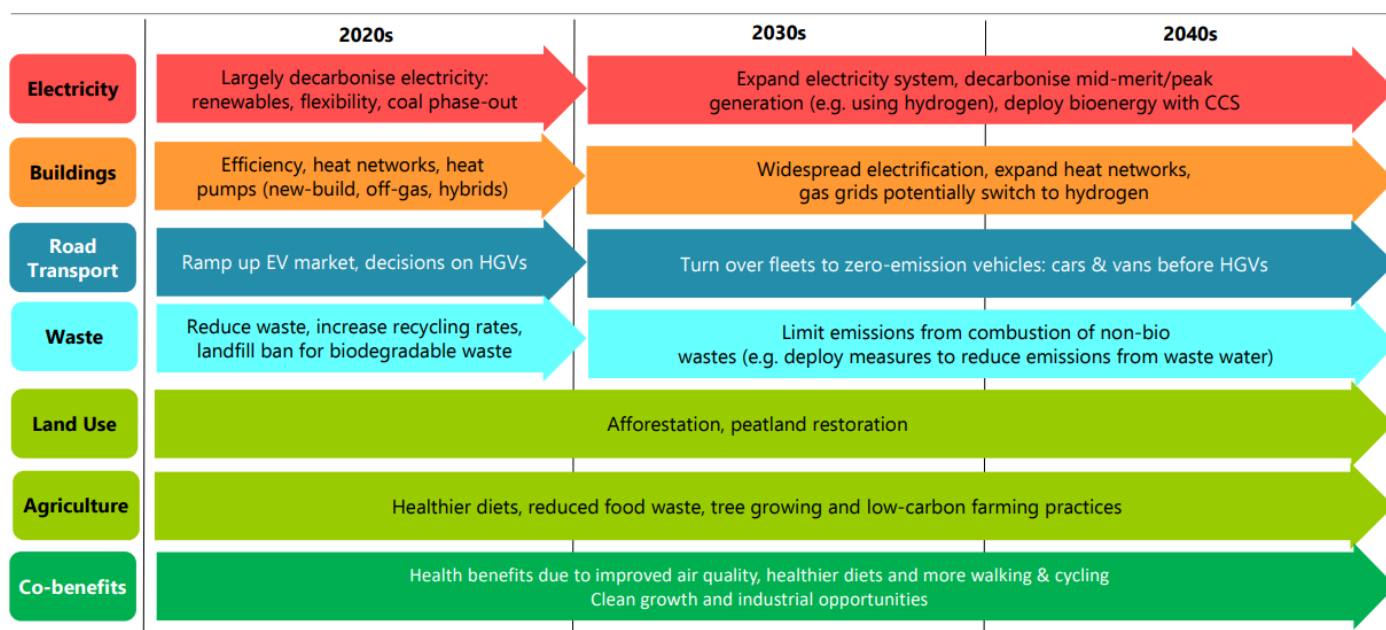 2020s
2030s
2040s
Electricity
Largely decarbonise electricity:
renewables, flexibility, coal phase-out
Expand electricity system, decarbonise mid-merit/peak
generation (e.g. using hydrogen), deploy bioenergy with CCS
Buildings
Efficiency, heat networks, heat
pumps (new-build, off-gas, hybrids)
Widespread electrification, expand heat networks,
gas grids potentially switch to hydrogen
Road
Transport
Ramp up EV market, decisions on HGVs
Turn over fleets to zero-emission vehicles: cars & vans before HGVs
Waste
Reduce waste, increase recycling rates,
landfill ban for biodegradable waste
Limit emissions from combustion of non-bio
wastes (e.g. deploy measures to reduce emissions from waste water)
Land Use
Afforestation, peatland restoration
Agriculture
Healthier diets, reduced food waste, tree growing and low-carbon farming practices
Co-benefits
Health benefits due to improved air quality, healthier diets and more walking & cycling
Clean growth and industrial opportunities